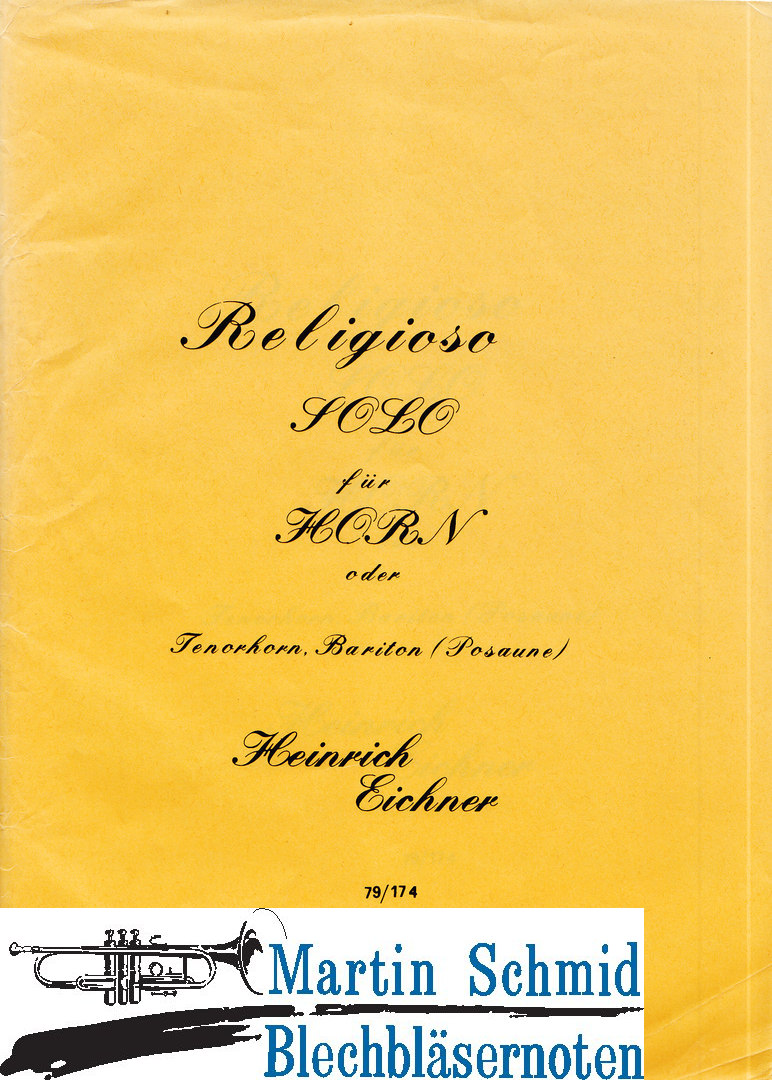 Religioso
SOLO
für
HORN
oder
Tenorhorn, Bariton (Posaune)
Heinrich
Eichner
79/174
Martin Schmid
Blechbläsernoten